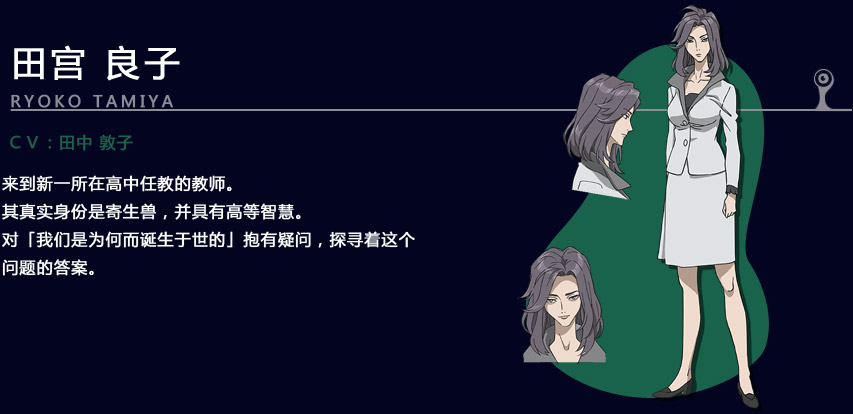 田宫 良子
RYOKO TAMIYA
CV：田中 敦子
来到新一所在高中任教的教师。
其真实身份是寄生兽，并具有高等智慧。
对「我们是为何而诞生于世的」抱有疑问，探寻着这个
问题的答案。